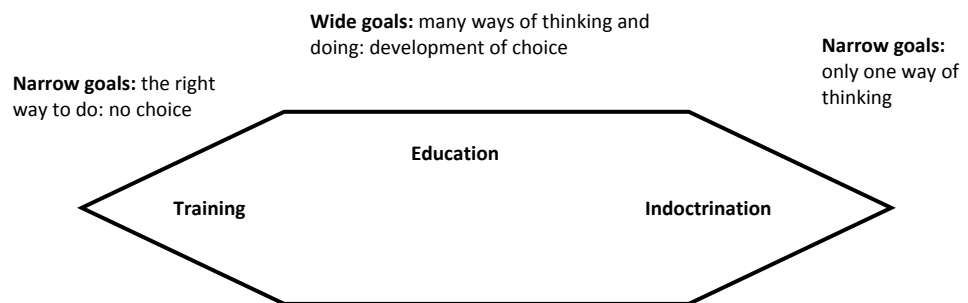 Wide goals: many ways of thinking and
doing: development of choice
Narrow goals:
only one way of
thinking
Narrow goals: the right
way to do: no choice
Education
Training
Indoctrination